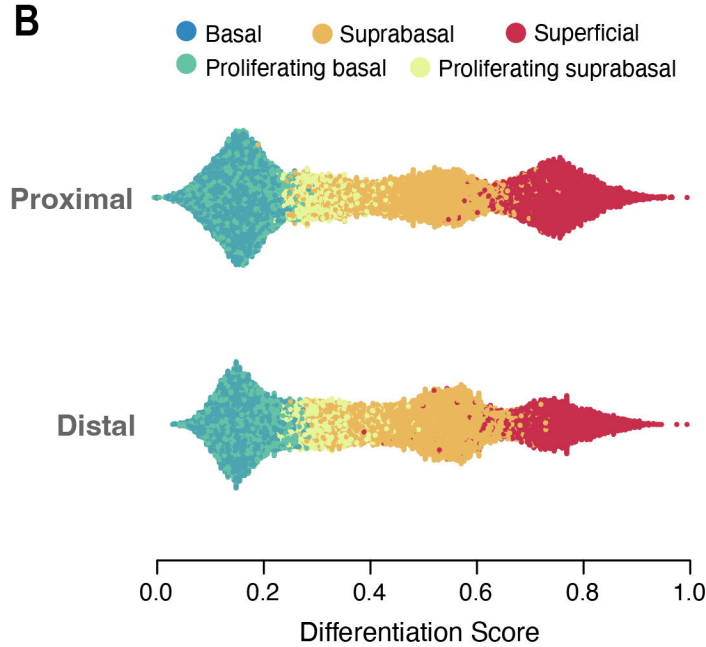 B
Basal Suprabasal Superficial
Proliferating basal Proliferating suprabasal
Proximal
Distal
0.0 0.2 0.4 0.6 0.8 1.0
Differentiation Score